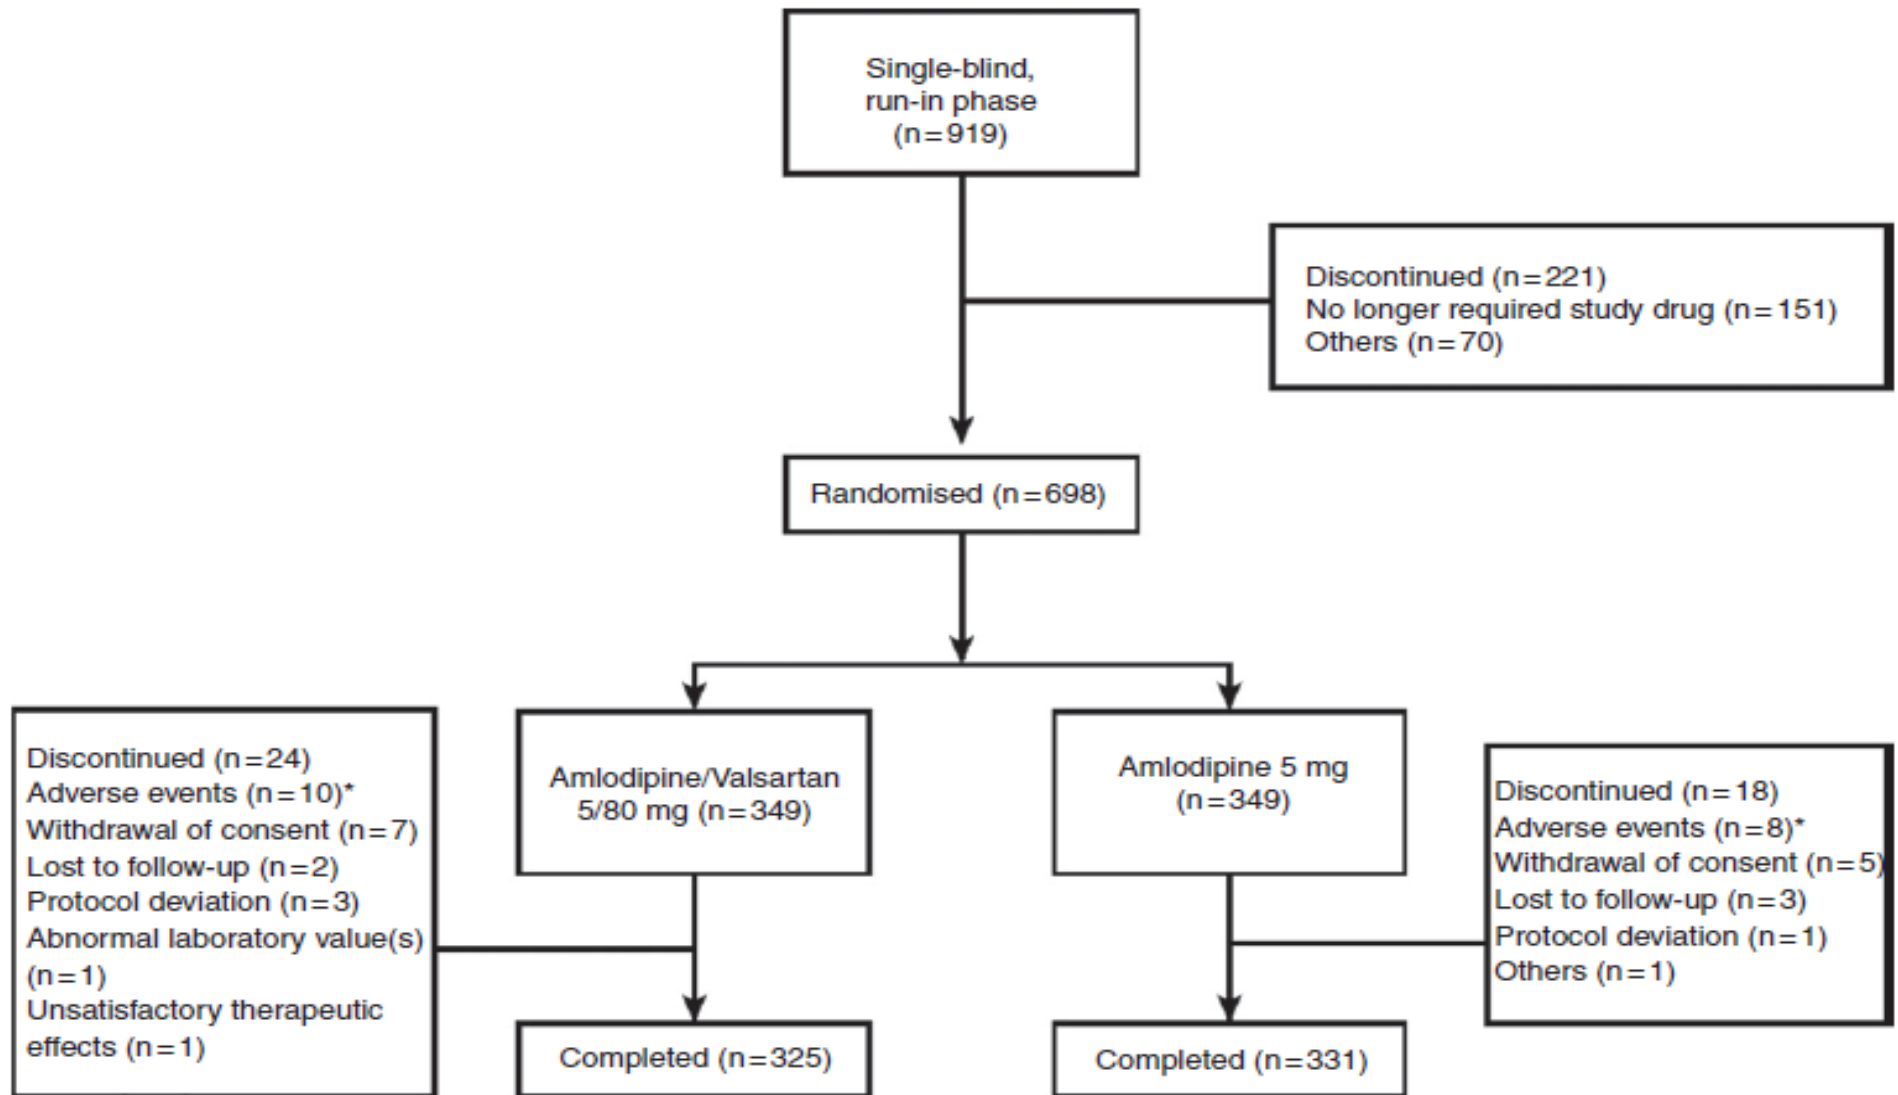 Single-blind,
run-in phase
(n=919)
Discontinued (n=221)
No longer required study drug (n=151)
Others (n=70)
Randomised (n=698)
Discontinued (n=24)
Adverse events (n=10)*
Withdrawal of consent (n=7)
Lost to follow-up (n=2)
Protocol deviation (n=3)
Abnormal laboratory value(s)
(n=1)
Unsatisfactory therapeutic
effects (n=1)
Amlodipine/Valsartan
5/80 mg (n=349)
Amlodipine 5 mg
(n=349)
Discontinued (n=18)
Adverse events (n=8)*
Withdrawal of consent (n=5)
Lost to follow-up (n=3)
Protocol deviation (n=1)
Others (n=1)
Completed (n=325)
Completed (n=331)